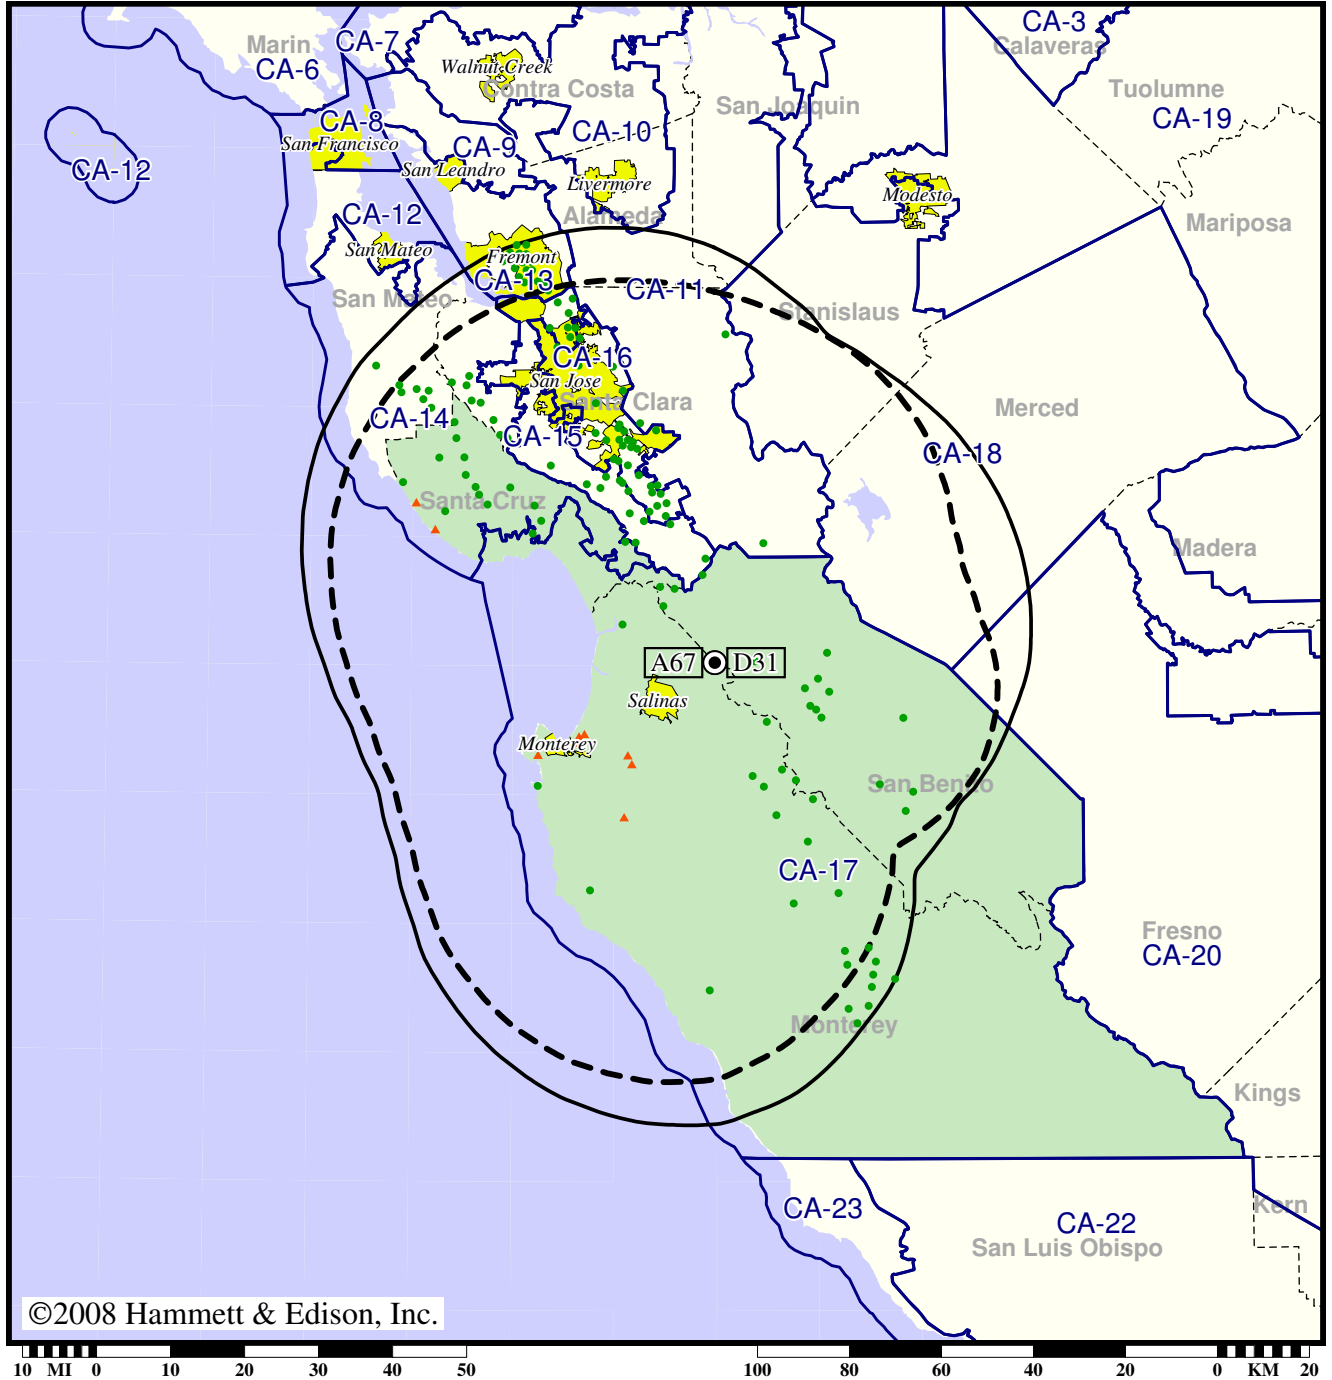 CA-3
Calaveras
Marin
CA-7
CA-6
Walnut Creek
Contra Costa
San Joaquin
Tuolumne
CA-19
CA-8
San Francisco
CA-9
CA-10
CA-12
San Leandro
Livermore
Modesto
CA-12
Alameda
Mariposa
San Mateo
Fremont
CA-13
CA-11
San Mateo
Stanislaus
CA-16
San Jose
Santa Clara
Merced
CA-14
CA-15
CA-18
Santa Cruz
Madera
A67
D31
Salinas
Monterey
San Benito
CA-17
Fresno
CA-20
Monterey
Kings
CA-23
CA-22
Kern
San Luis Obispo
©2008 Hammett & Edison, Inc.
10 MI 0 10 20 30 40 50 100 80 60 40 20 0 KM 20